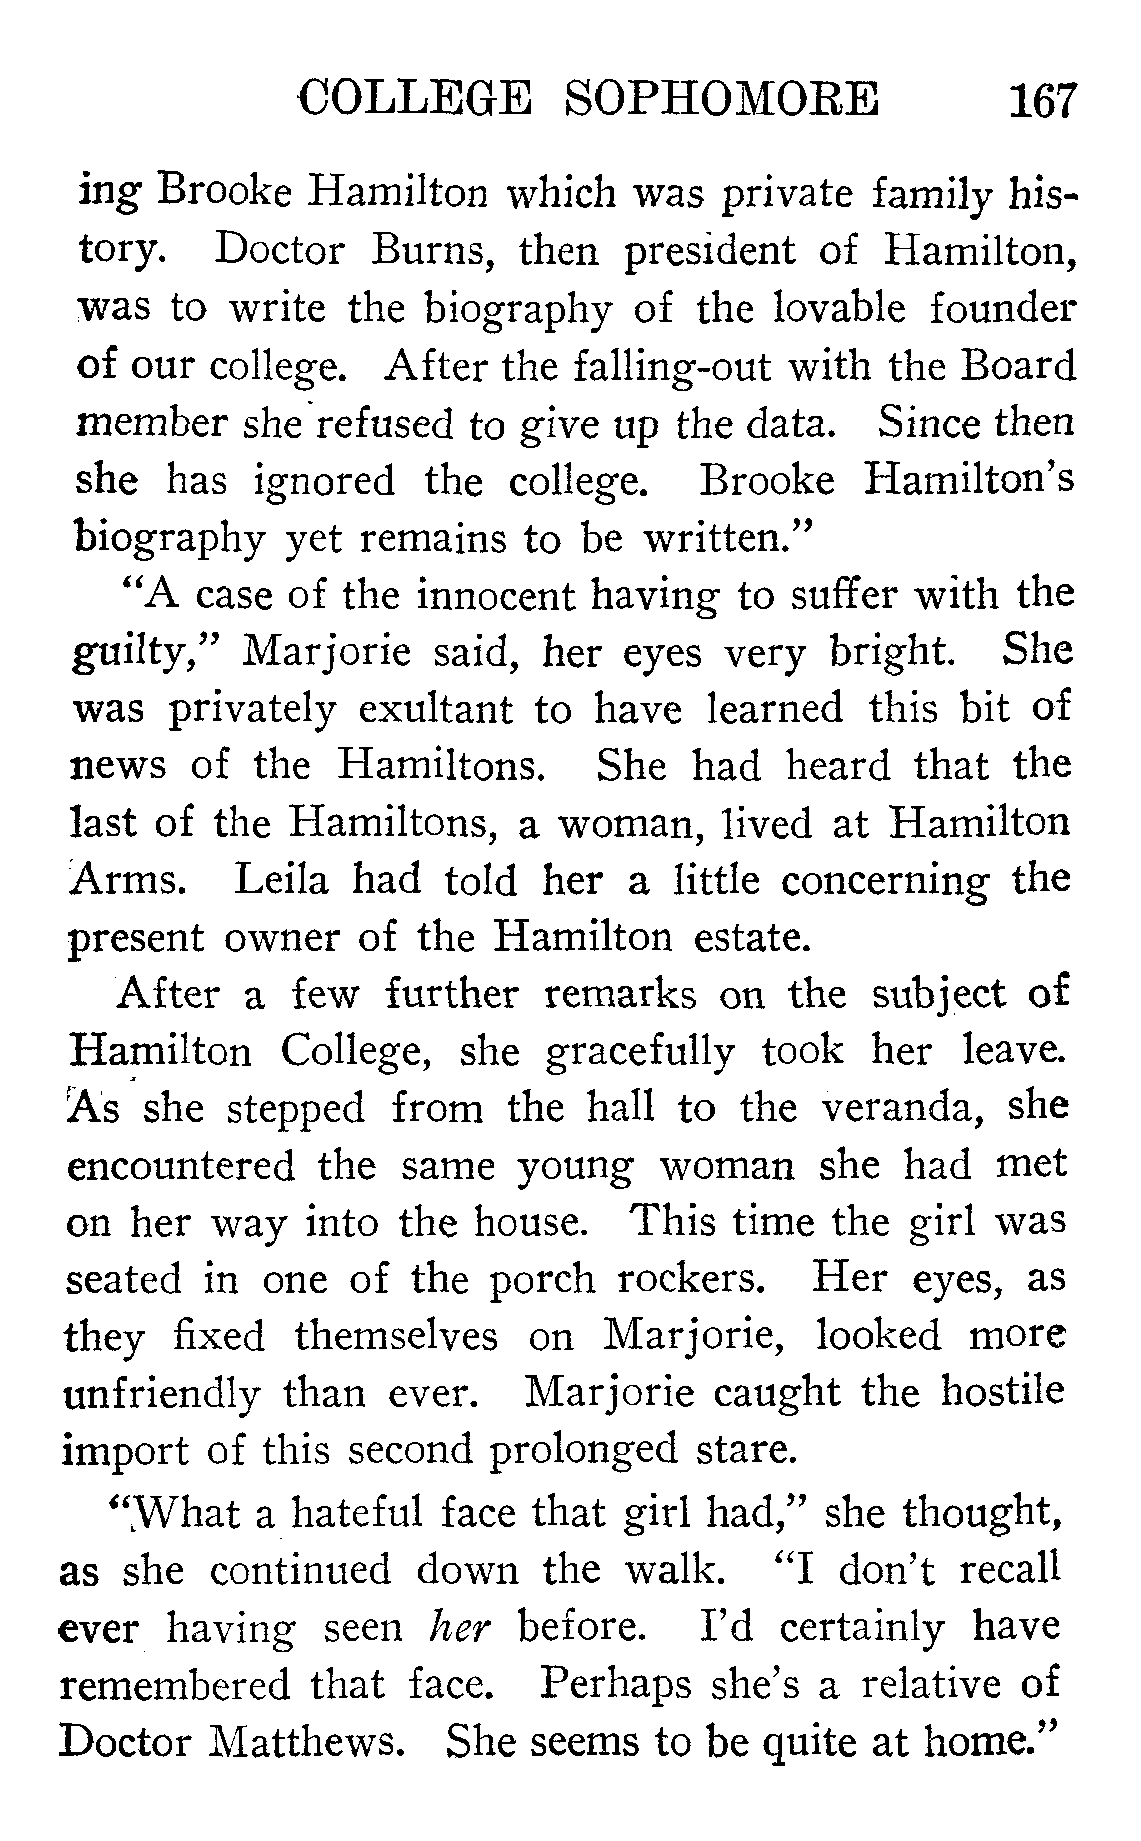 COLLEGE SOPHOMORE 167
ing Brooke Hamilton which was private family his-
tory. Doctor Burns, then president of Hamilton,
was to write the biography of the lovable founder
of our college. After the falling-out with the Board
member she refused to give up the data. Since then
she has ignored the college. Brooke Hamilton's
biography yet remains to be written."
"A case of the innocent having to suffer with the
guilty," Marjorie said, her eyes very bright. She
was privately exultant to have learned this bit of
news of the Hamiltons. She had heard that the
last of the Hamiltons, a woman, lived at Hamilton
Arms. Leila had told her a little concerning the
present owner of the Hamilton estate.
After a few further remarks on the subject of
Hamilton College, she gracefully took her leave.
As she stepped from the hall to the veranda, she
encountered the same young woman she had met
on her way into the house. This time the girl was
seated in one of the porch rockers. Her eyes, as
they fixed themselves on Marjorie, looked more
unfriendly than ever. Marjorie caught the hostile
import of this second prolonged stare.
"What a hateful face that girl had," she thought,
as she continued down the walk. "I don't recall
ever having seen her before. I'd certainly have
remembered that face. Perhaps she's a relative of
Doctor Matthews. She seems to be quite at home."